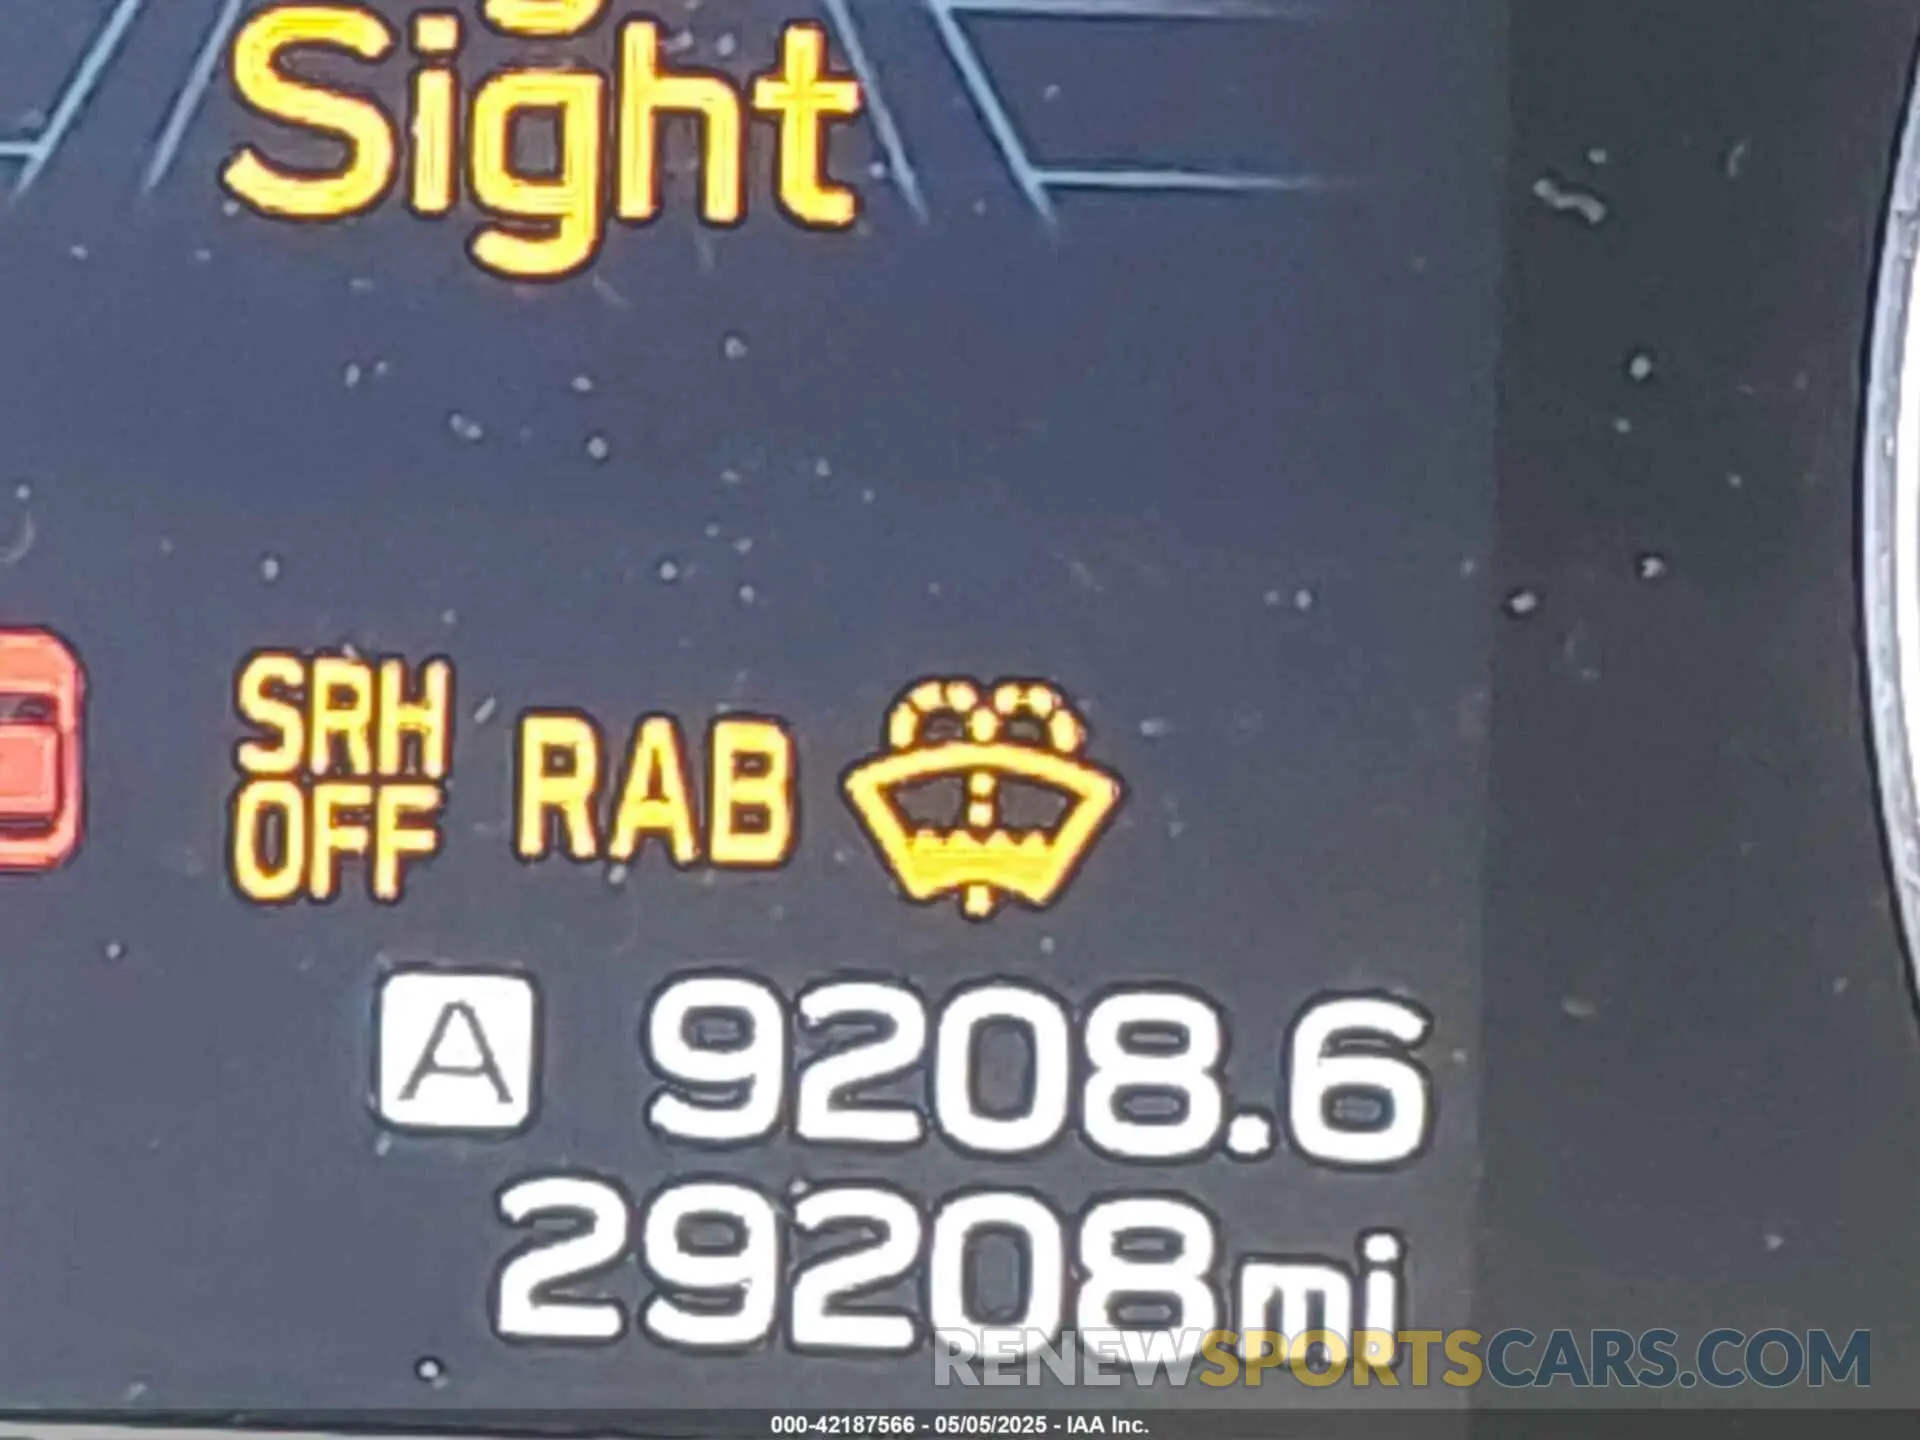 Sight
SRH
OFF
RAB
A 9208.6
29208mi
RENEWSPORTSCARS.COM
000-42187566 - 05/05/2025 - IAA Inc.